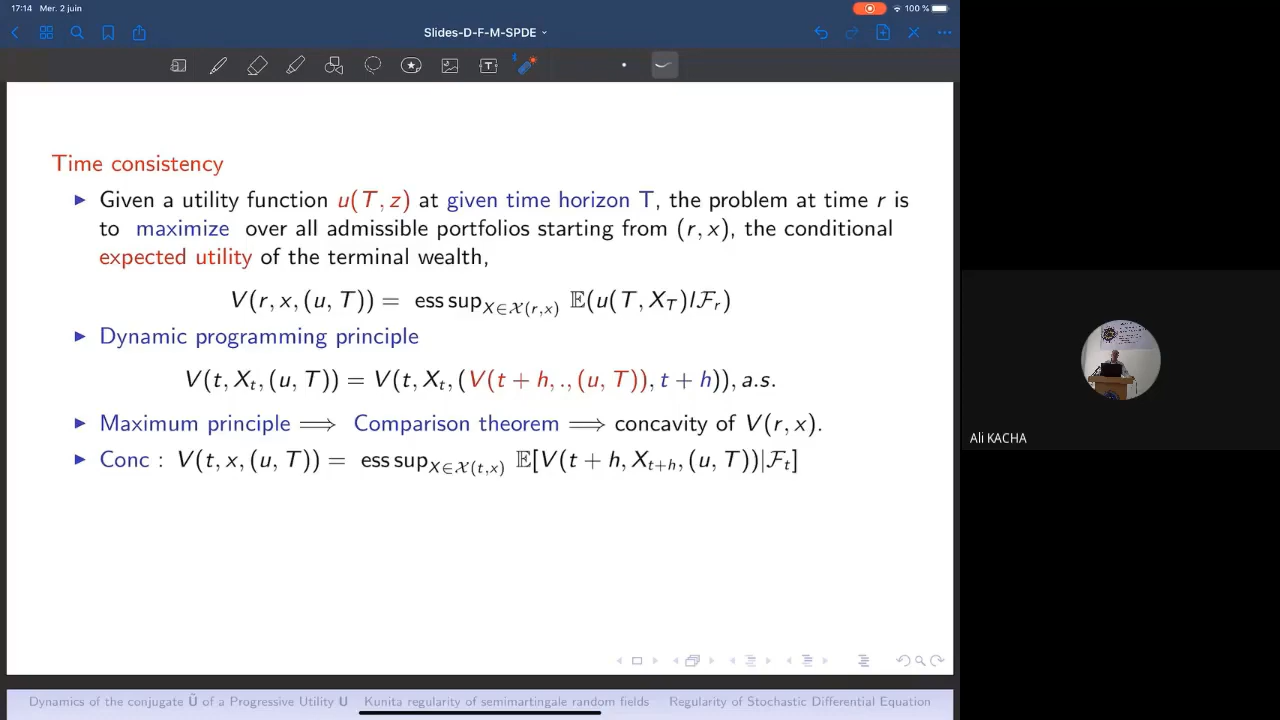 17:14 Mer. 2 juin
100 %
Slides-D-F-M-SPDE
Time consistency
Given a utility function u(T, z) at given time horizon T, the problem at time r is
to maximize over all admissible portfolios starting from (r, x), the conditional
expected utility of the terminal wealth,
V(r, x, (u, T)) = ess sup_{X∈𝒳(r,x)} 𝔼(u(T, X_T)/ℱ_r)
Dynamic programming principle
V(t, X_t, (u, T)) = V(t, X_t, (V(t + h, ., (u, T)), t + h)), a.s.
Maximum principle ⟹ Comparison theorem ⟹ concavity of V(r, x).
Conc : V(t, x, (u, T)) = ess sup_{X∈𝒳(t,x)} 𝔼[V(t + h, X_{t+h}, (u, T))|ℱ_t]
Ali KACHA
Dynamics of the conjugate Ũ of a Progressive Utility U Kunita regularity of semimartingale random fields Regularity of Stochastic Differential Equation